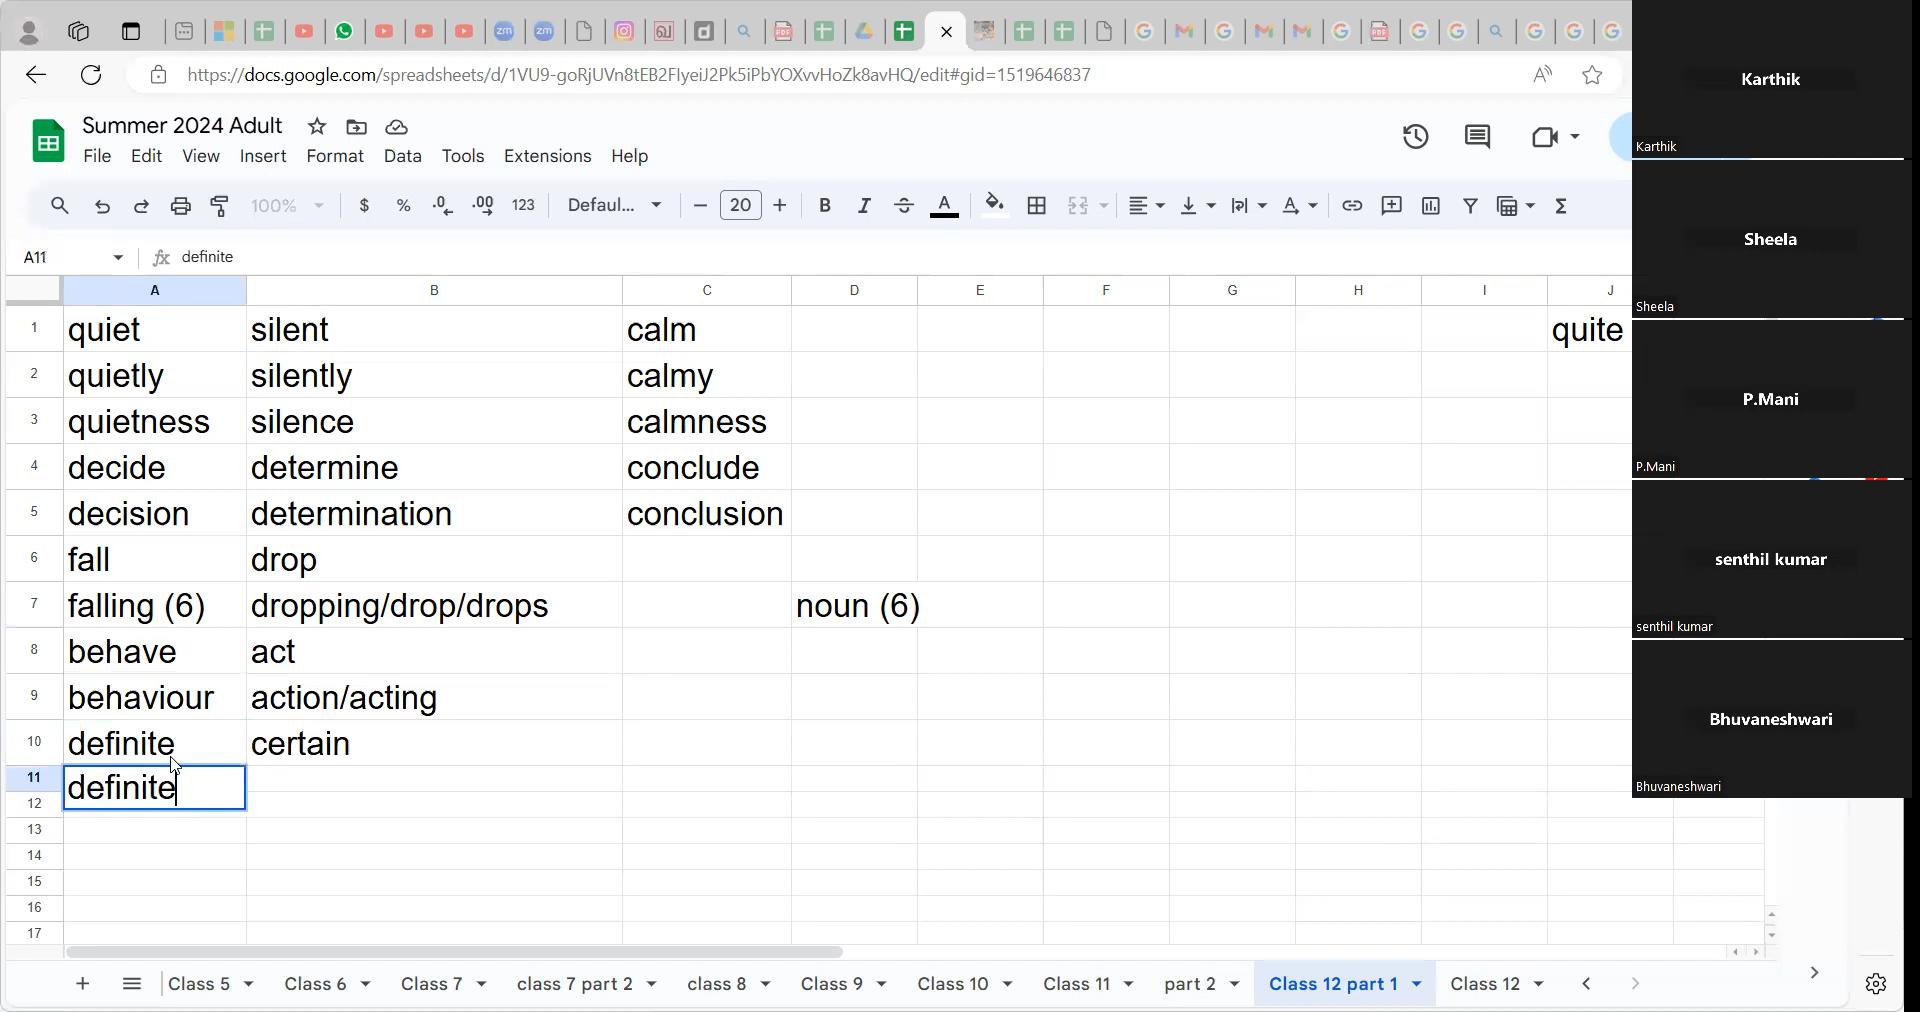 https://docs.google.com/spreadsheets/d/1VU9-goRjUVn8tEB2FlyeiJ2Pk5iPbYOXvvHoZk8avHQ/edit#gid=1519646837
Summer 2024 Adult
File Edit View Insert Format Data Tools Extensions Help
100% $ % .0 .00 123 Defaul... 20
A11 fx definite
A B C D E F G H I J
1 quiet silent calm quite
2 quietly silently calmy
3 quietness silence calmness
4 decide determine conclude
5 decision determination conclusion
6 fall drop
7 falling (6) dropping/drop/drops noun (6)
8 behave act
9 behaviour action/acting
10 definite certain
11 definite
12
13
14
15
16
17
Class 5 Class 6 Class 7 class 7 part 2 class 8 Class 9 Class 10 Class 11 part 2 Class 12 part 1 Class 12
Karthik
Karthik
Sheela
Sheela
P.Mani
P.Mani
senthil kumar
senthil kumar
Bhuvaneshwari
Bhuvaneshwari